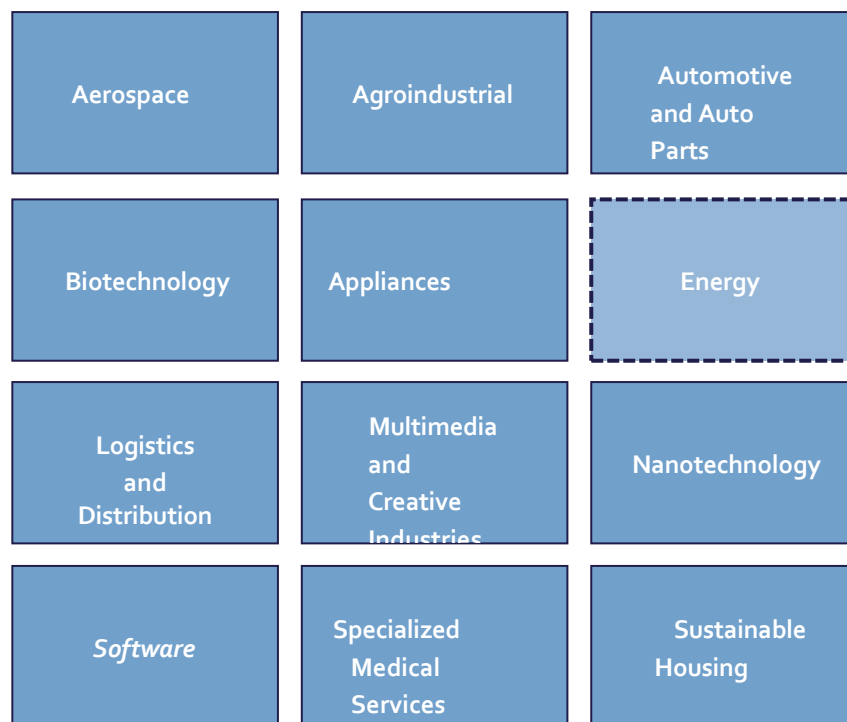 Aerospace
Agroindustrial
Automotive
and Auto
Parts
Biotechnology
Appliances
Energy
Logistics
and
Distribution
Multimedia
and
Creative
Industries
Nanotechnology
Software
Specialized
Medical
Services
Sustainable
Housing